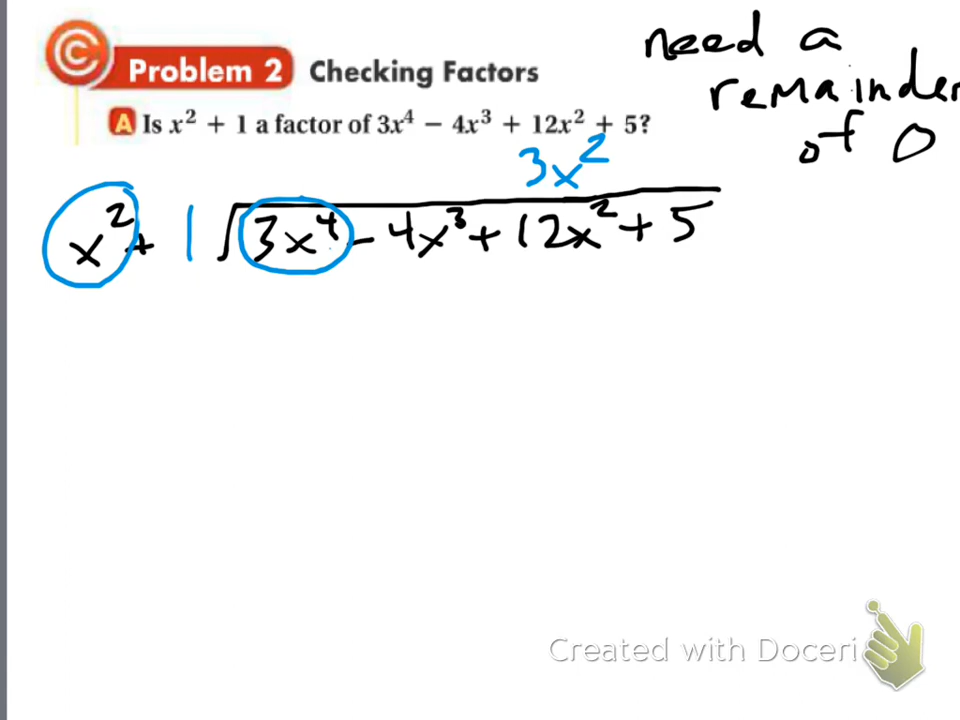 need a
Problem 2 Checking Factors
remainder
A Is x² + 1 a factor of 3x⁴ − 4x³ + 12x² + 5?
of 0
3x²
x² + 1 3x⁴ − 4x³ + 12x² + 5
Created with Doceri